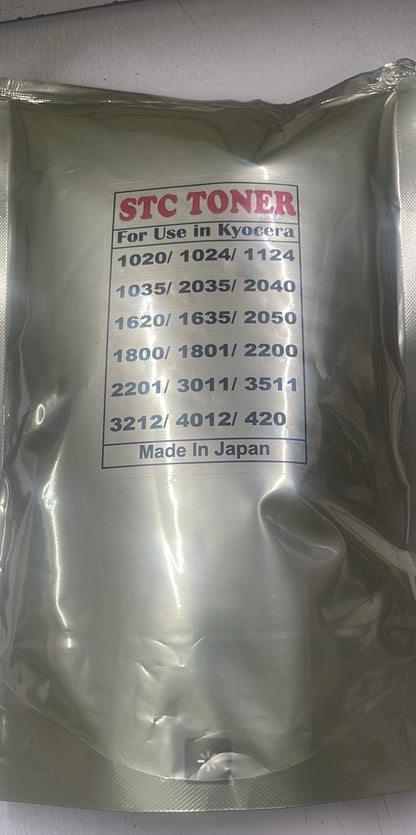 STC TONER
For Use in Kyocera
1020/ 1024/ 1124
1035/ 2035/ 2040
1620/ 1635/ 2050
1800/ 1801/ 2200
2201/ 3011/ 3511
3212/ 4012/ 420
Made In Japan